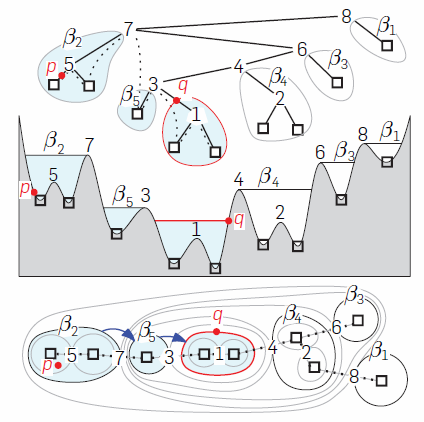 8 β₁
β₂ 7
6
p 5 4 β₃
3 q β₄
β₅ 2
1
β₂ 7 8 β₁
5 6 β₃
p β₅ 3 4 β₄
q
1 2
q β₃
β₂ β₅ β₄ 6
5 7 3 1 4 2 β₁
p 8